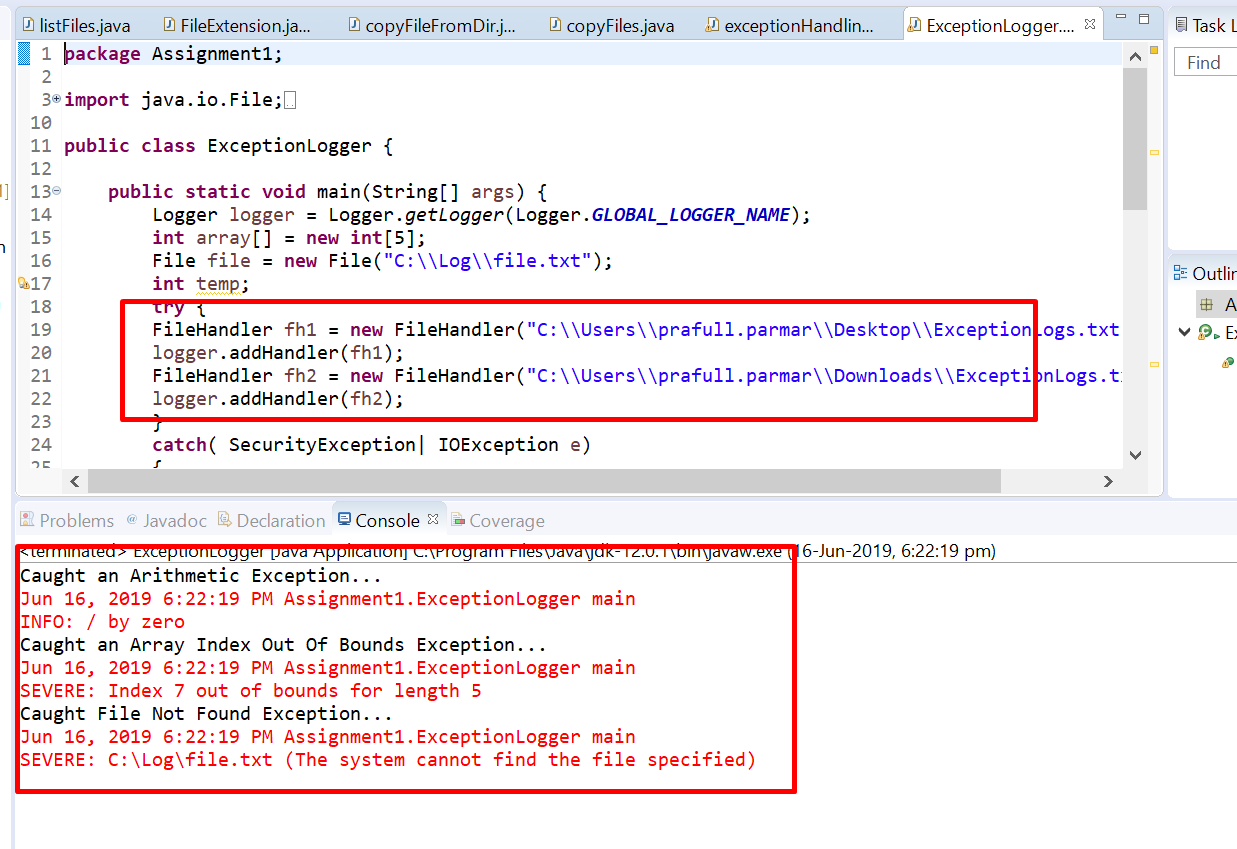 listFiles.java FileExtension.ja... copyFileFromDir.j... copyFiles.java exceptionHandlin... ExceptionLogger.... Task L
Find
1 package Assignment1;
2
3 import java.io.File;
10
11 public class ExceptionLogger {
12
13 public static void main(String[] args) {
14 Logger logger = Logger.getLogger(Logger.GLOBAL_LOGGER_NAME);
15 int array[] = new int[5];
16 File file = new File("C:\\Log\\file.txt");
17 int temp;
18 try {
19 FileHandler fh1 = new FileHandler("C:\\Users\\prafull.parmar\\Desktop\\ExceptionLogs.txt
20 logger.addHandler(fh1);
21 FileHandler fh2 = new FileHandler("C:\\Users\\prafull.parmar\\Downloads\\ExceptionLogs.t
22 logger.addHandler(fh2);
23 }
24 catch( SecurityException| IOException e)
25 {
Outlin
A
Ex
Problems @ Javadoc Declaration Console Coverage
<terminated> ExceptionLogger [Java Application] C:\Program Files\Java\jdk-12.0.1\bin\javaw.exe (16-Jun-2019, 6:22:19 pm)
Caught an Arithmetic Exception...
Jun 16, 2019 6:22:19 PM Assignment1.ExceptionLogger main
INFO: / by zero
Caught an Array Index Out Of Bounds Exception...
Jun 16, 2019 6:22:19 PM Assignment1.ExceptionLogger main
SEVERE: Index 7 out of bounds for length 5
Caught File Not Found Exception...
Jun 16, 2019 6:22:19 PM Assignment1.ExceptionLogger main
SEVERE: C:\Log\file.txt (The system cannot find the file specified)